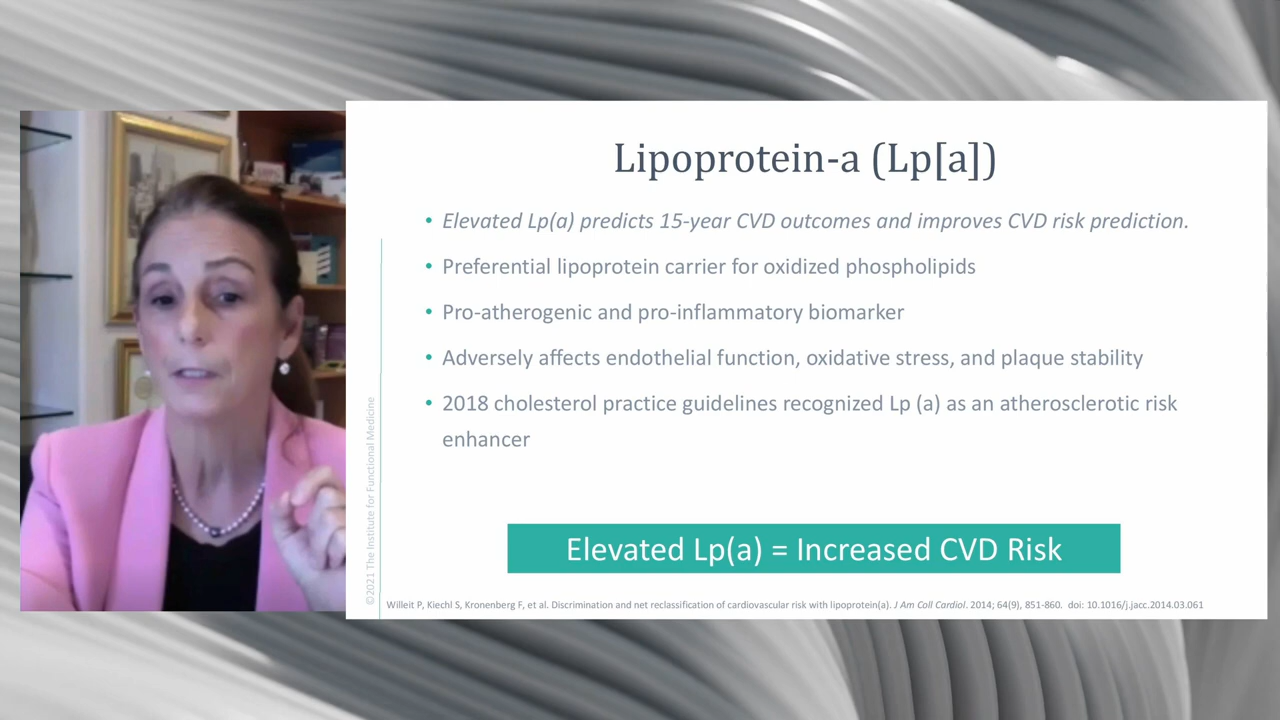 Lipoprotein-a (Lp[a])
• Elevated Lp(a) predicts 15-year CVD outcomes and improves CVD risk prediction.
• Preferential lipoprotein carrier for oxidized phospholipids
• Pro-atherogenic and pro-inflammatory biomarker
• Adversely affects endothelial function, oxidative stress, and plaque stability
• 2018 cholesterol practice guidelines recognized Lp (a) as an atherosclerotic risk
enhancer
Elevated Lp(a) = Increased CVD Risk
©2021 The Institute for Functional Medicine
Willeit P, Kiechl S, Kronenberg F, et al. Discrimination and net reclassification of cardiovascular risk with lipoprotein(a). J Am Coll Cardiol. 2014; 64(9), 851-860. doi: 10.1016/j.jacc.2014.03.061